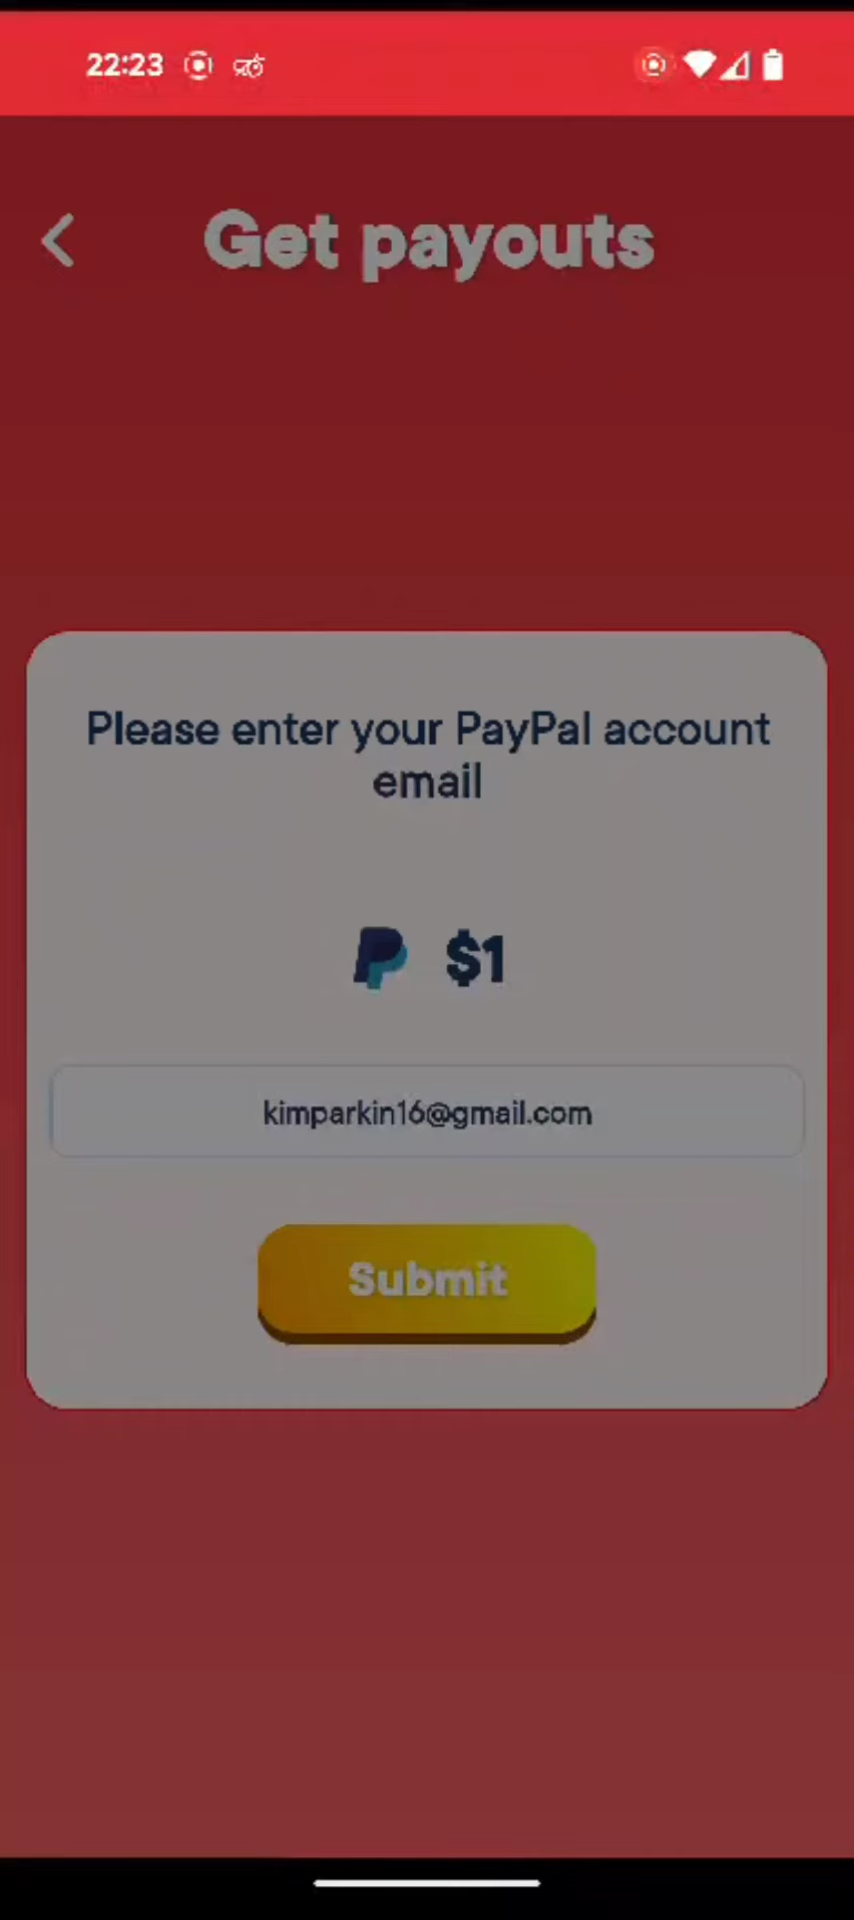 22:23
Get payouts
Please enter your PayPal account
email
$1
kimparkin16@gmail.com
Submit